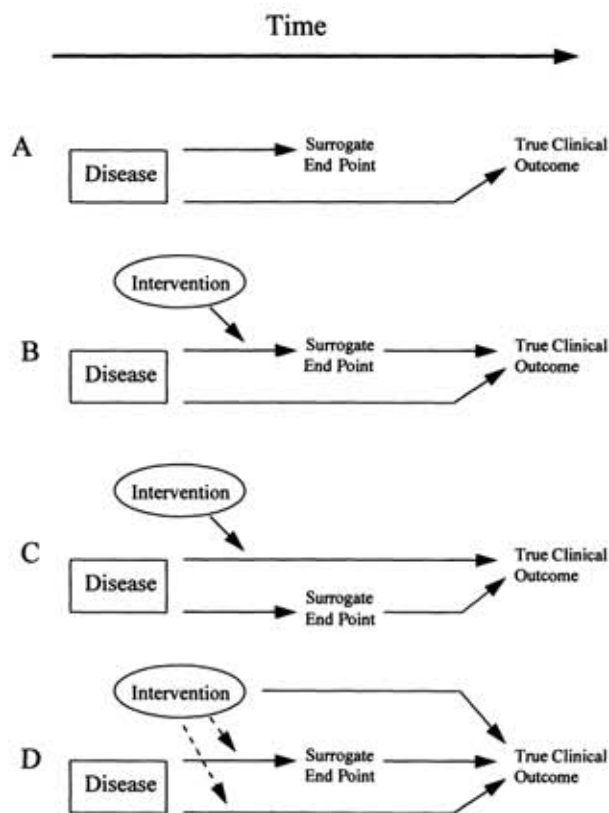 Time
A
Disease
Surrogate
End Point
True Clinical
Outcome
Intervention
B
Disease
Surrogate
End Point
True Clinical
Outcome
Intervention
C
Disease
True Clinical
Outcome
Surrogate
End Point
Intervention
D
Disease
Surrogate
End Point
True Clinical
Outcome